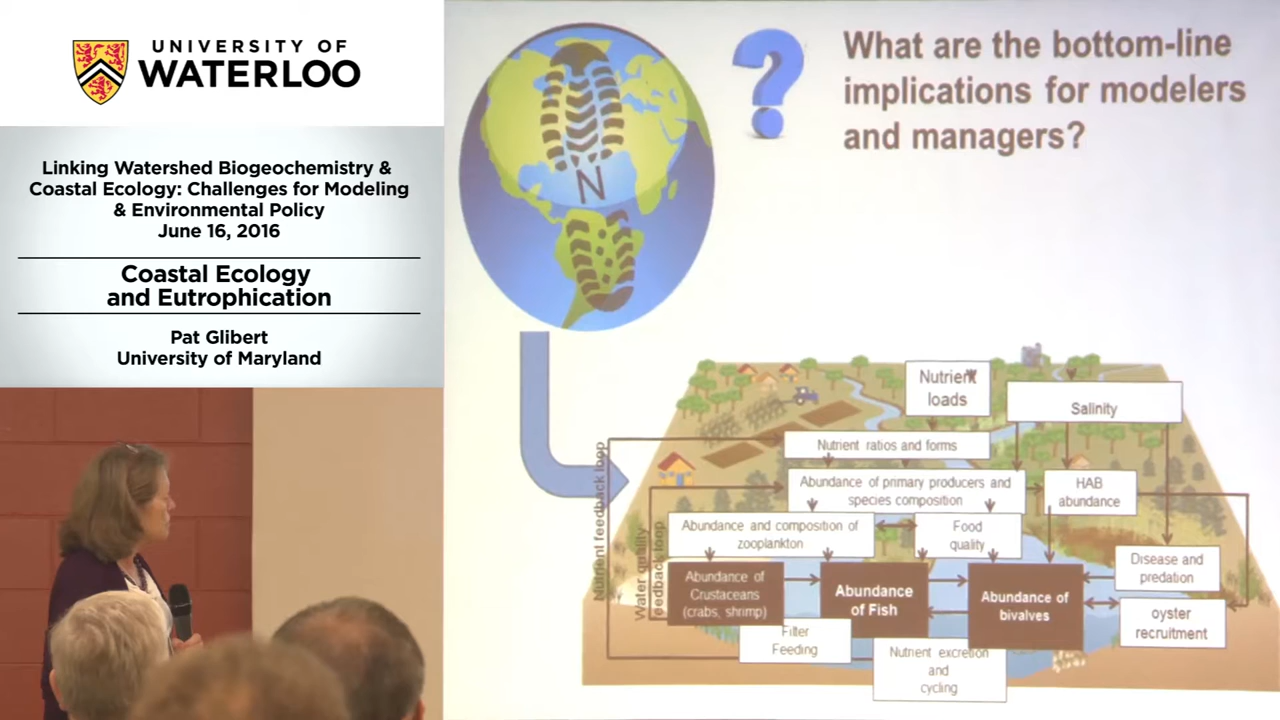 UNIVERSITY OF
WATERLOO
Linking Watershed Biogeochemistry &
Coastal Ecology: Challenges for Modeling
& Environmental Policy
June 16, 2016
Coastal Ecology
and Eutrophication
Pat Glibert
University of Maryland
N
?
What are the bottom-line
implications for modelers
and managers?
Nutrient
loads
Salinity
Nutrient ratios and forms
Abundance of primary producers and
species composition
HAB
abundance
Abundance and composition of
zooplankton
Food
quality
Disease and
predation
Abundance of
Crustaceans
(crabs, shrimp)
Abundance
of Fish
Abundance of
bivalves
oyster
recruitment
Filter
Feeding
Nutrient excretion
and
cycling
Nutrient feedback loop
Water quality
feedback loop